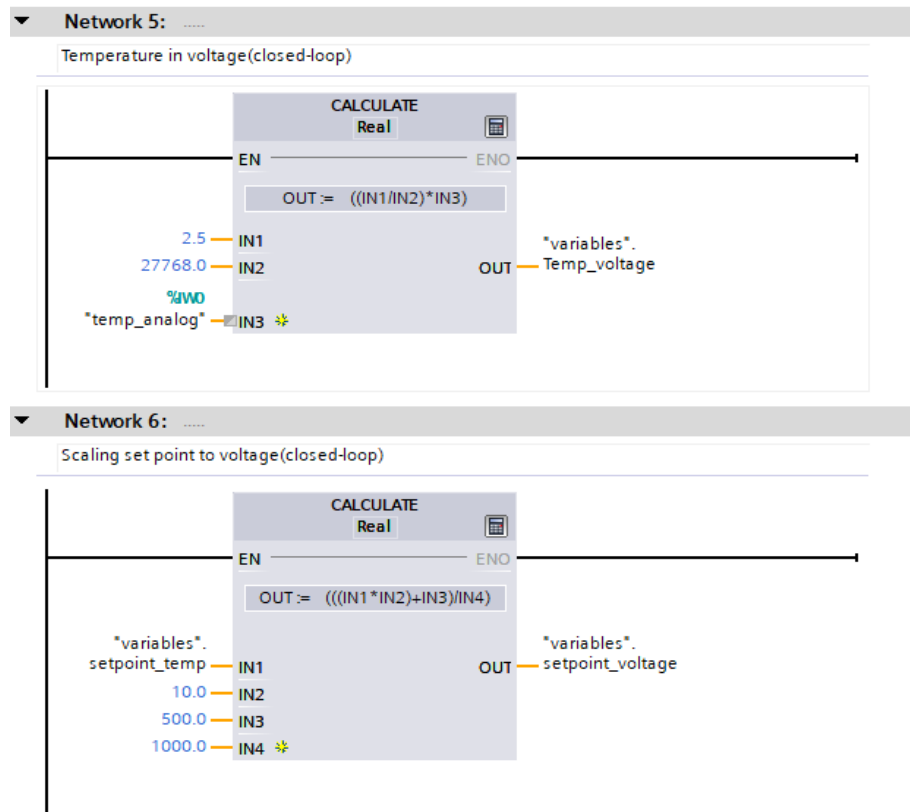 Network 5: .....
Temperature in voltage(closed-loop)
CALCULATE
Real
EN
ENO
OUT := ((IN1/IN2)*IN3)
2.5
IN1
"variables".
27768.0
IN2
OUT
Temp_voltage
%IW0
"temp_analog"
IN3
Network 6: .....
Scaling set point to voltage(closed-loop)
CALCULATE
Real
EN
ENO
OUT := (((IN1*IN2)+IN3)/IN4)
"variables".
"variables".
setpoint_temp
IN1
OUT
setpoint_voltage
10.0
IN2
500.0
IN3
1000.0
IN4